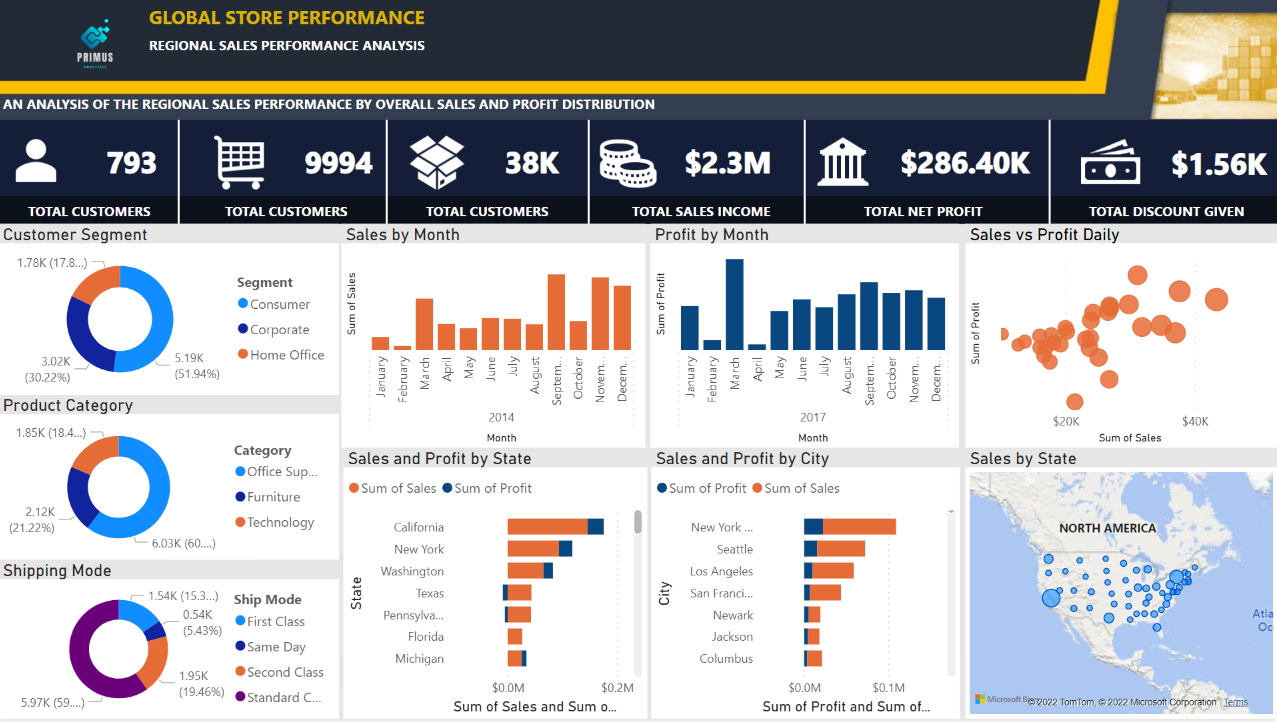 GLOBAL STORE PERFORMANCE
REGIONAL SALES PERFORMANCE ANALYSIS
PRIMUS
ANALYTICS
AN ANALYSIS OF THE REGIONAL SALES PERFORMANCE BY OVERALL SALES AND PROFIT DISTRIBUTION
793
TOTAL CUSTOMERS
9994
TOTAL CUSTOMERS
38K
TOTAL CUSTOMERS
$2.3M
TOTAL SALES INCOME
$286.40K
TOTAL NET PROFIT
$1.56K
TOTAL DISCOUNT GIVEN
Customer Segment
1.78K (17.8...)
3.02K
(30.22%)
5.19K
(51.94%)
Segment
Consumer
Corporate
Home Office
Product Category
1.85K (18.4...)
2.12K
(21.22%)
6.03K (60....)
Category
Office Sup...
Furniture
Technology
Shipping Mode
1.54K (15.3...)
0.54K
(5.43%)
1.95K
(19.46%)
5.97K (59....)
Ship Mode
First Class
Same Day
Second Class
Standard C...
Sales by Month
Sum of Sales
January
February
March
April
May
June
July
August
Septem...
October
Novem...
Decem...
2014
Month
Profit by Month
Sum of Profit
January
February
March
April
May
June
July
August
Septem...
October
Novem...
Decem...
2017
Month
Sales vs Profit Daily
Sum of Profit
$20K
$40K
Sum of Sales
Sales and Profit by State
Sum of Sales
Sum of Profit
State
California
New York
Washington
Texas
Pennsylva...
Florida
Michigan
$0.0M
$0.2M
Sum of Sales and Sum o...
Sales and Profit by City
Sum of Profit
Sum of Sales
City
New York ...
Seattle
Los Angeles
San Franci...
Newark
Jackson
Columbus
$0.0M
$0.1M
Sum of Profit and Sum of...
Sales by State
NORTH AMERICA
Atla
Oc
Microsoft Bing
© 2022 TomTom, © 2022 Microsoft Corporation
Terms